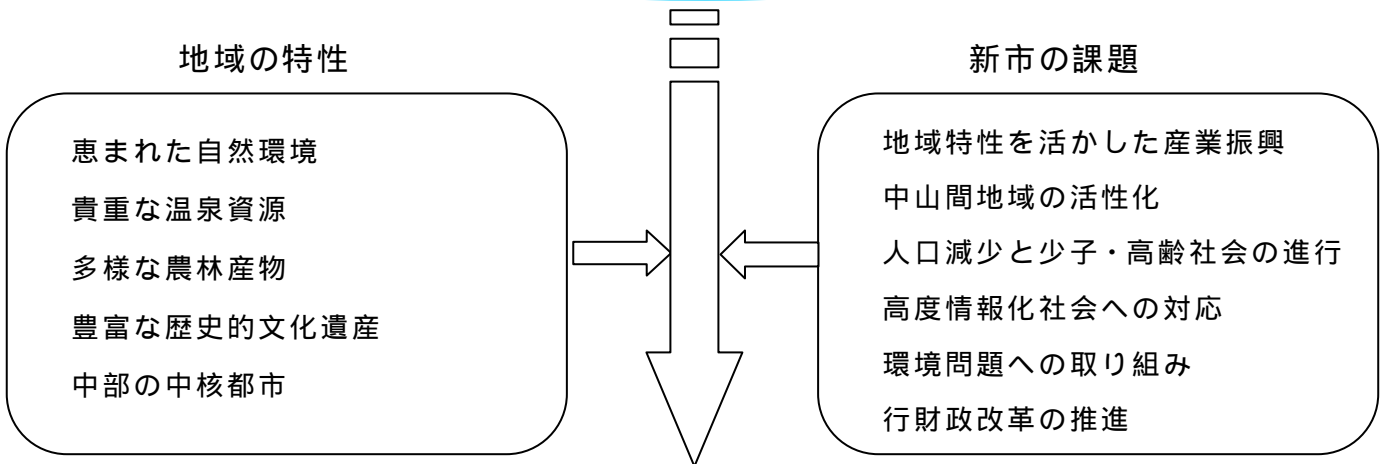 地域の特性
恵まれた自然環境
貴重な温泉資源
多様な農林産物
豊富な歴史的文化遺産
中部の中核都市
新市の課題
地域特性を活かした産業振興
中山間地域の活性化
人口減少と少子・高齢社会の進行
高度情報化社会への対応
環境問題への取り組み
行財政改革の推進